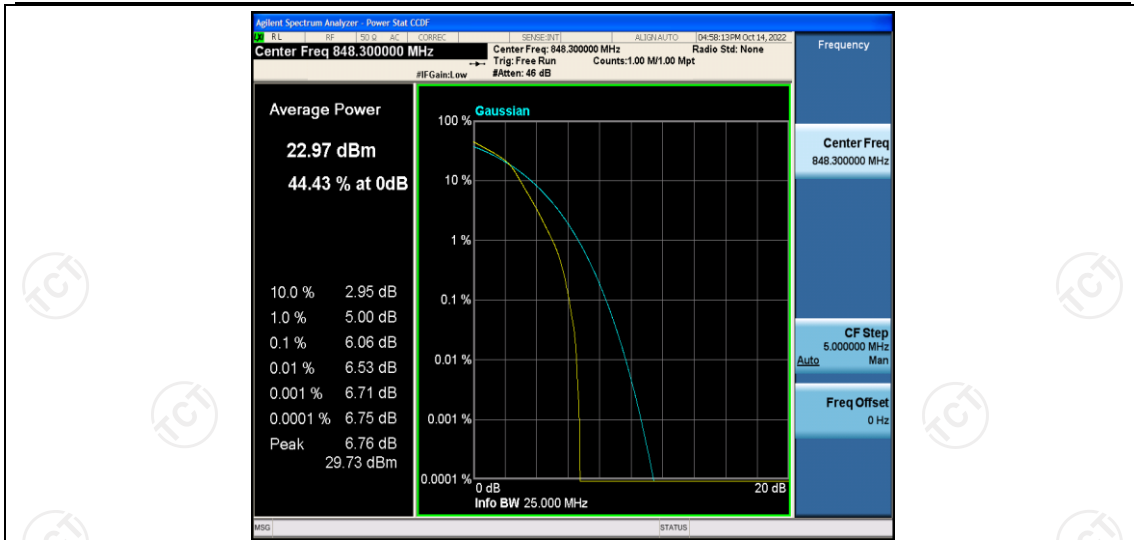 Agilent Spectrum Analyzer - Power Stat CCDF
LXI RL RF 50 Ω AC CORREC SENSE:INT ALIGN AUTO 04:58:13PM Oct 14, 2022
Center Freq 848.300000 MHz
Center Freq: 848.300000 MHz Radio Std: None
Trig: Free Run Counts:1.00 M/1.00 Mpt
#IFGain:Low #Atten: 46 dB
Frequency
Average Power
22.97 dBm
44.43 % at 0dB
10.0 % 2.95 dB
1.0 % 5.00 dB
0.1 % 6.06 dB
0.01 % 6.53 dB
0.001 % 6.71 dB
0.0001 % 6.75 dB
Peak 6.76 dB
29.73 dBm
Gaussian
100 %
10 %
1 %
0.1 %
0.01 %
0.001 %
0.0001 %
0 dB 20 dB
Info BW 25.000 MHz
Center Freq
848.300000 MHz
CF Step
5.000000 MHz
Auto Man
Freq Offset
0 Hz
MSG STATUS
TCT
TCT
TCT
TCT
TCT
TCT